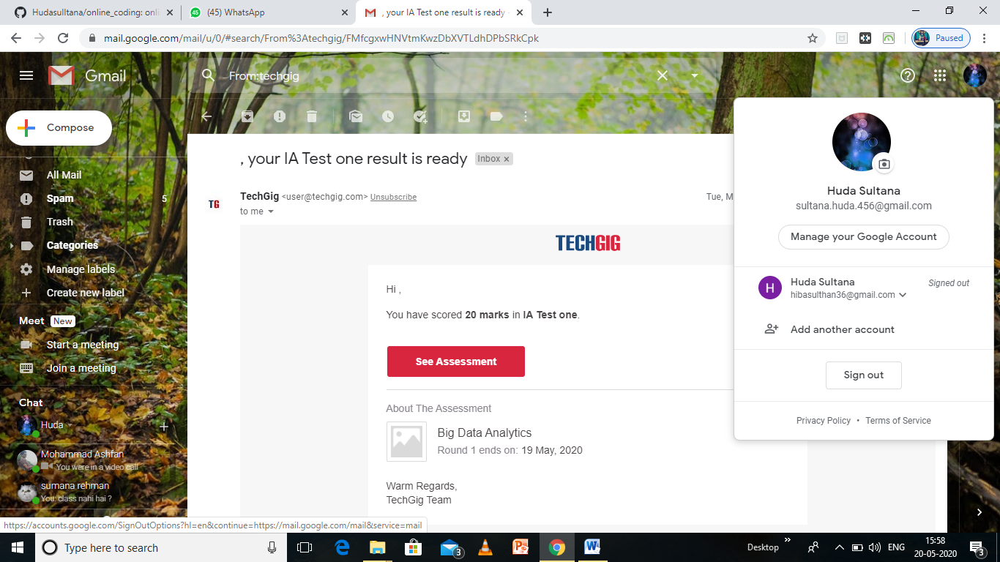 Hudasulltana/online_coding: onli
(45) WhatsApp
, your IA Test one result is ready -
mail.google.com/mail/u/0/#search/From%3Atechgig/FMfcgxwHNVtmKwzDbXVTLdhDPbSRkCpk
Paused
Gmail
From:techgig
Compose
All Mail
Spam 5
Trash
Categories
Manage labels
Create new label
Meet New
Start a meeting
Join a meeting
Chat
Huda
Mohammad Ashfan
You were in a video call
sumana rehman
You: class nahi hai ?
, your IA Test one result is ready Inbox x
TG
TechGig <user@techgig.com> Unsubscribe
Tue, M
to me
TECHGIG
Hi ,
You have scored 20 marks in IA Test one.
See Assessment
About The Assessment
Big Data Analytics
Round 1 ends on: 19 May, 2020
Warm Regards,
TechGig Team
Huda Sultana
sultana.huda.456@gmail.com
Manage your Google Account
H
Huda Sultana
Signed out
hibasulthan36@gmail.com
Add another account
Sign out
Privacy Policy • Terms of Service
https://accounts.google.com/SignOutOptions?hl=en&continue=https://mail.google.com/mail&service=mail
Type here to search
3
Desktop
ENG
15:58
20-05-2020
3